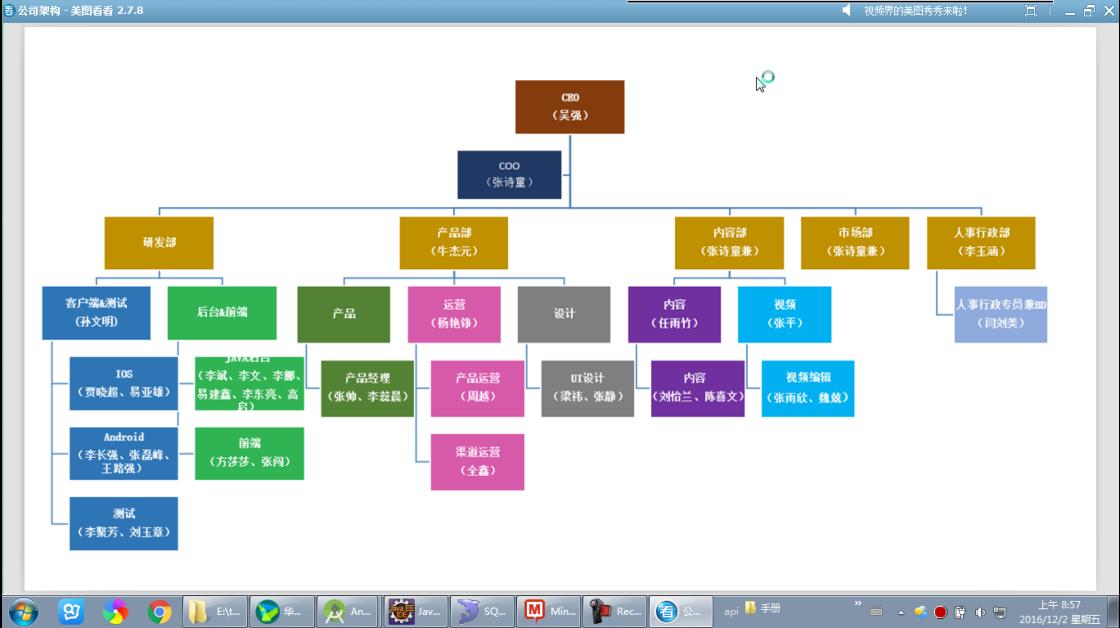 公司架构 - 美图看看 2.7.8
视频界的美图秀秀来啦!
CEO
（吴强）
COO
（张诗童）
研发部
产品部
（牛杰元）
内容部
（张诗童兼）
市场部
（张诗童兼）
人事行政部
（李玉涵）
客户端&测试
（孙文明）
后台&前端
产品
运营
（杨艳铮）
设计
内容
（任雨竹）
视频
（张平）
人事行政专员兼BD
（闫刘美）
IOS
（贾晓超、易亚雄）
JAVA后台
（李斌、李文、李娜、
易建鑫、李东亮、高
启）
产品经理
（张帅、李蕊晨）
产品运营
（周越）
UI设计
（梁祎、张静）
内容
（刘怡兰、陈喜文）
视频编辑
（张雨欣、魏兢）
Android
（李长强、张磊峰、
王路强）
前端
（方莎莎、张闯）
渠道运营
（全鑫）
测试
（李聚芳、刘玉章）
E:\t...
华...
An...
Jav...
SQ...
Min...
Rec...
公...
api
手册
上午 8:57
2016/12/2 星期五